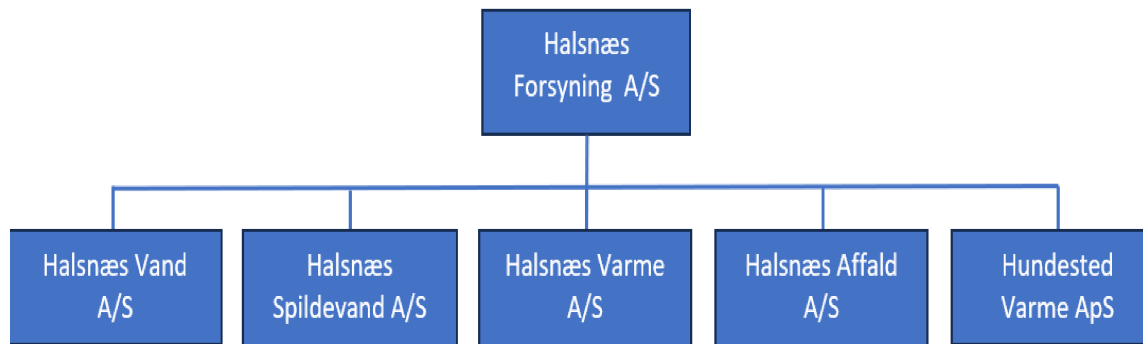 Halsnæs
Forsyning A/S
Halsnæs Vand
A/S
Halsnæs
Spildevand A/S
Halsnæs Varme
A/S
Halsnæs Affald
A/S
Hundested
Varme ApS